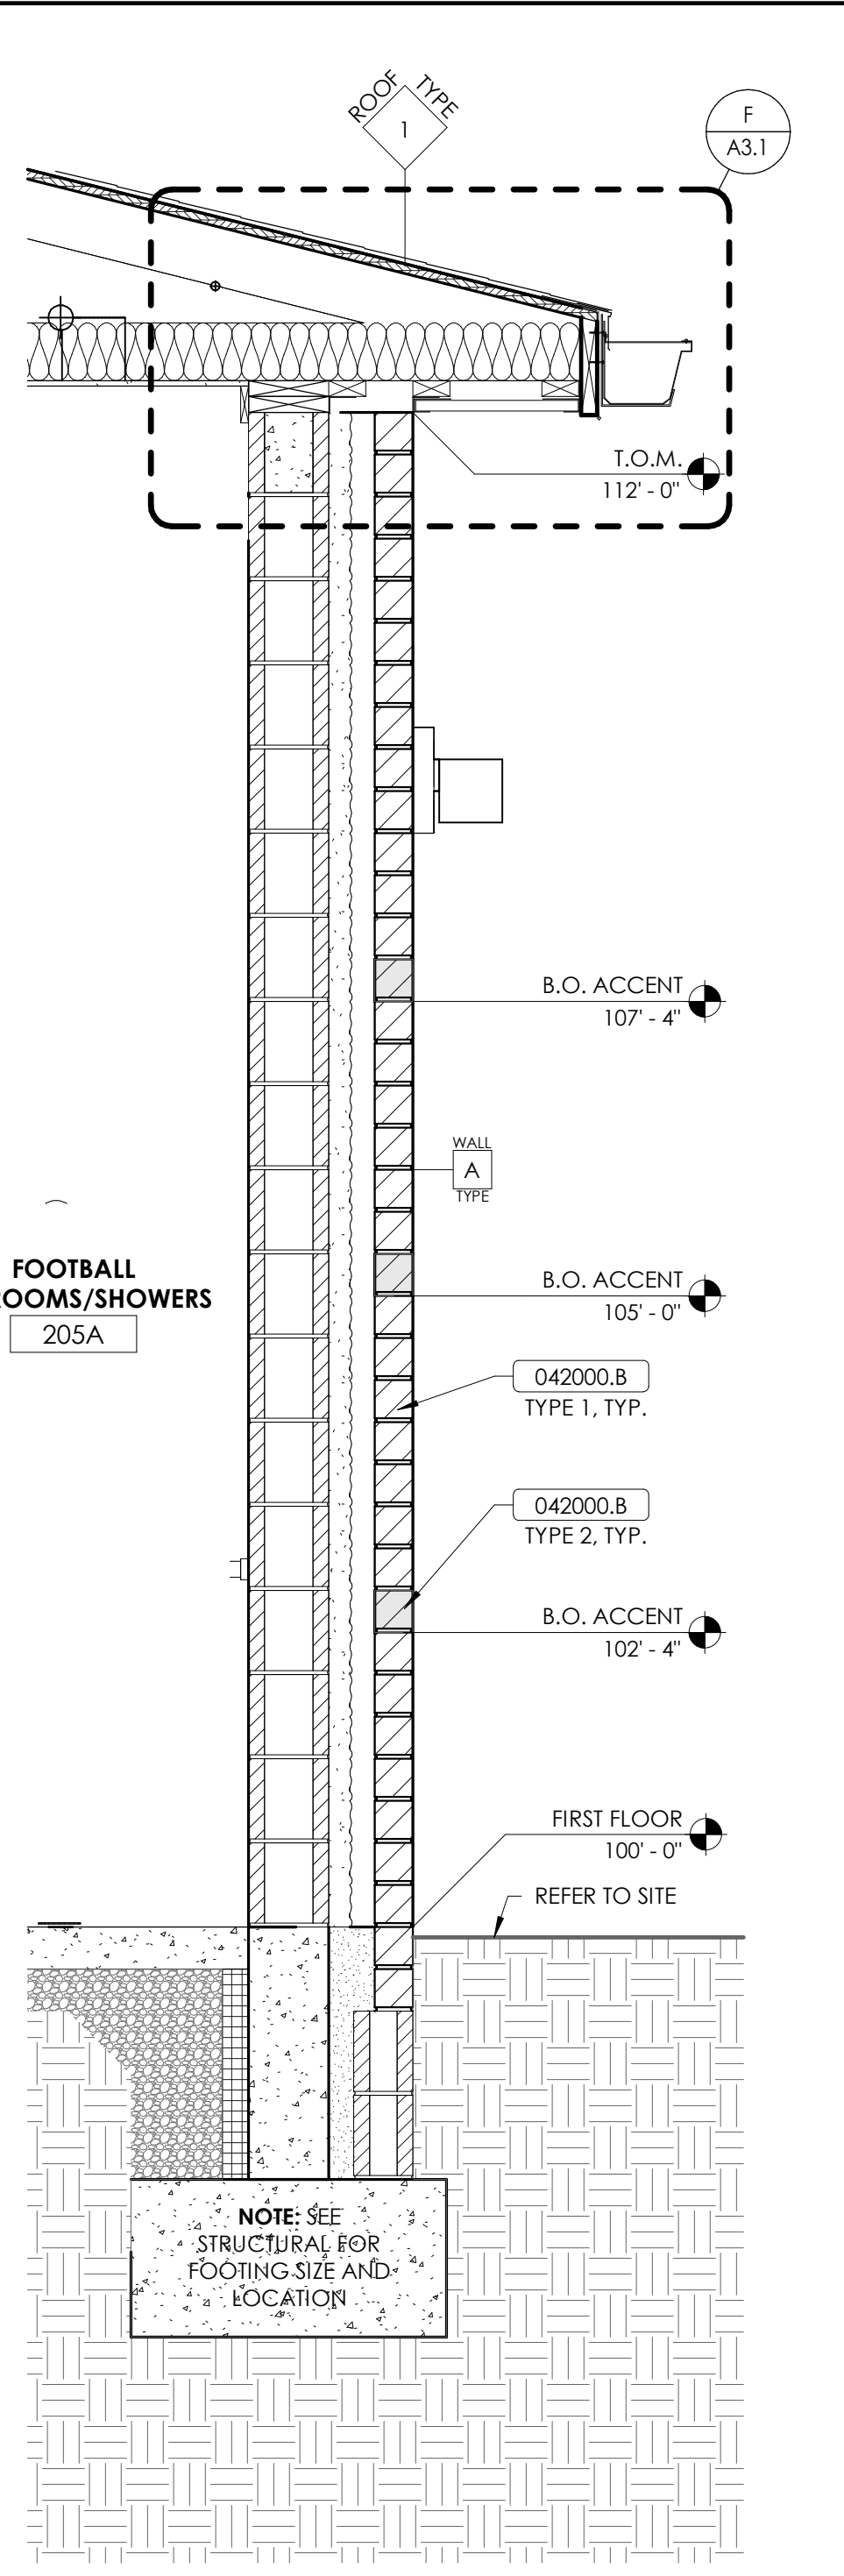 ROOF TYPE
1
F
A3.1
T.O.M.
112' - 0"
B.O. ACCENT
107' - 4"
WALL
A
TYPE
FOOTBALL
ROOMS/SHOWERS
205A
B.O. ACCENT
105' - 0"
042000.B
TYPE 1, TYP.
042000.B
TYPE 2, TYP.
B.O. ACCENT
102' - 4"
FIRST FLOOR
100' - 0"
REFER TO SITE
NOTE: SEE
STRUCTURAL FOR
FOOTING SIZE AND
LOCATION